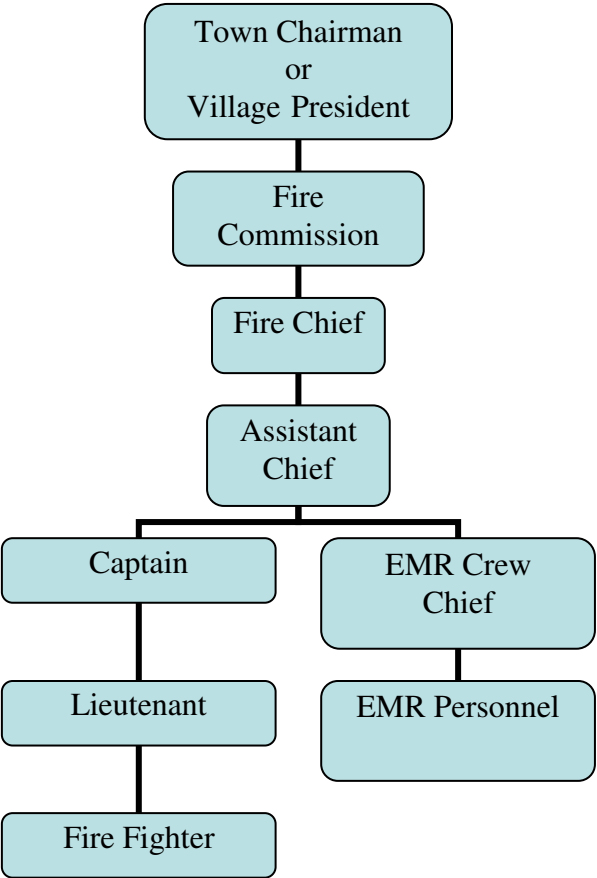 Town Chairman
or
Village President
Fire
Commission
Fire Chief
Assistant
Chief
Captain
EMR Crew
Chief
Lieutenant
EMR Personnel
Fire Fighter